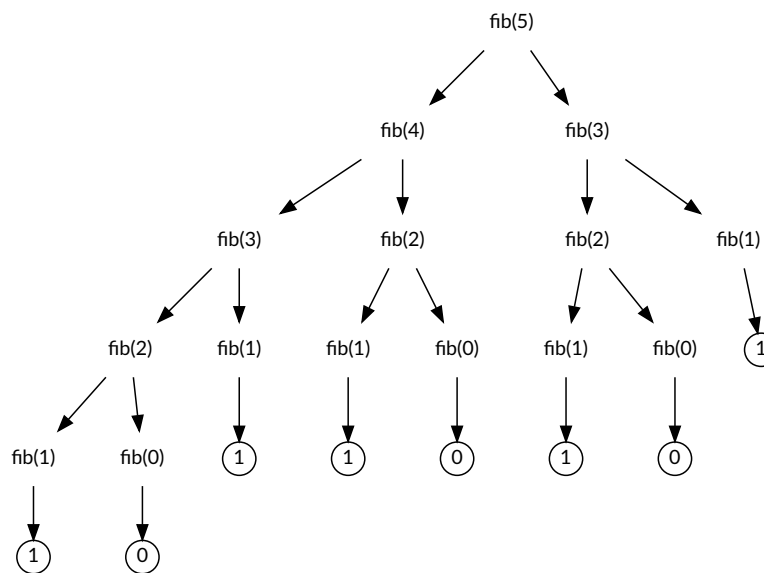 fib(5)
fib(4) fib(3)
fib(3) fib(2) fib(2) fib(1)
fib(2) fib(1) fib(1) fib(0) fib(1) fib(0) 1
fib(1) fib(0) 1 1 0 1 0
1 0